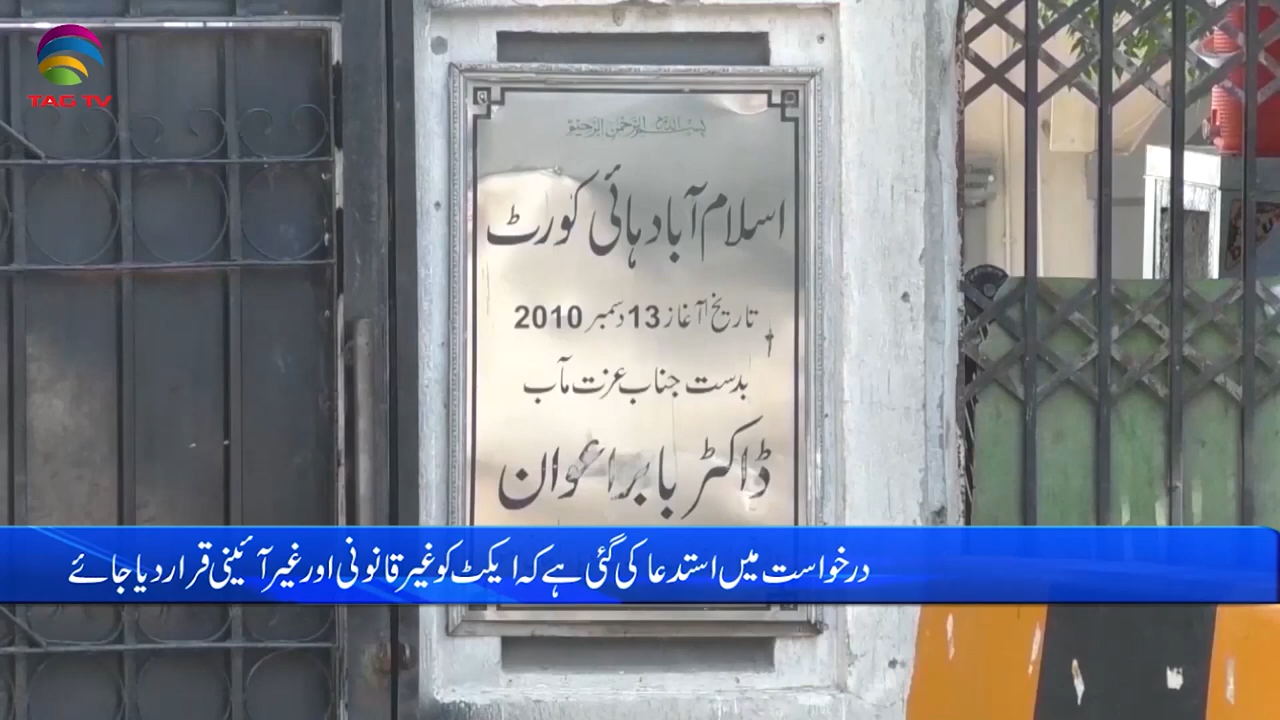 TAG TV
بسم اللہ الرحمن الرحیم
اسلام آباد ہائی کورٹ
تاریخ آغاز 13 دسمبر 2010
بدست جناب عزت مآب
ڈاکٹر بابر اعوان
درخواست میں استدعا کی گئی ہے کہ ایکٹ کو غیر قانونی اور غیر آئینی قرار دیا جائے